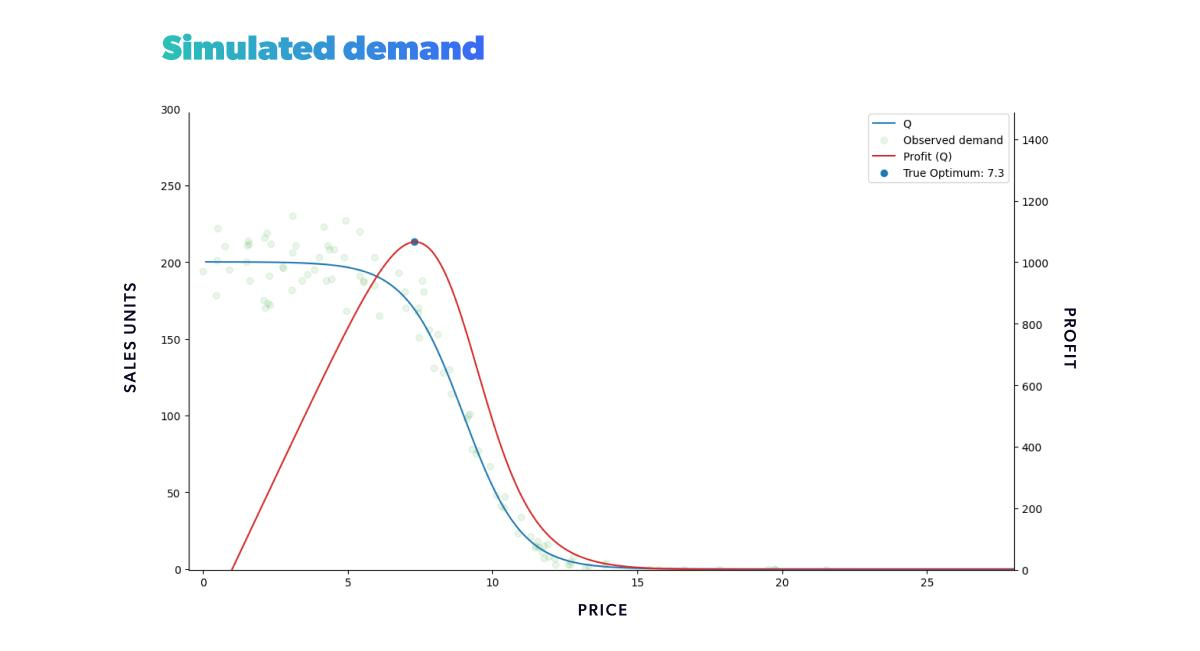 Simulated demand
300
250
200
150
100
50
0
SALES UNITS
0 5 10 15 20 25
PRICE
1400
1200
1000
800
600
400
200
0
PROFIT
Q
Observed demand
Profit (Q)
True Optimum: 7.3